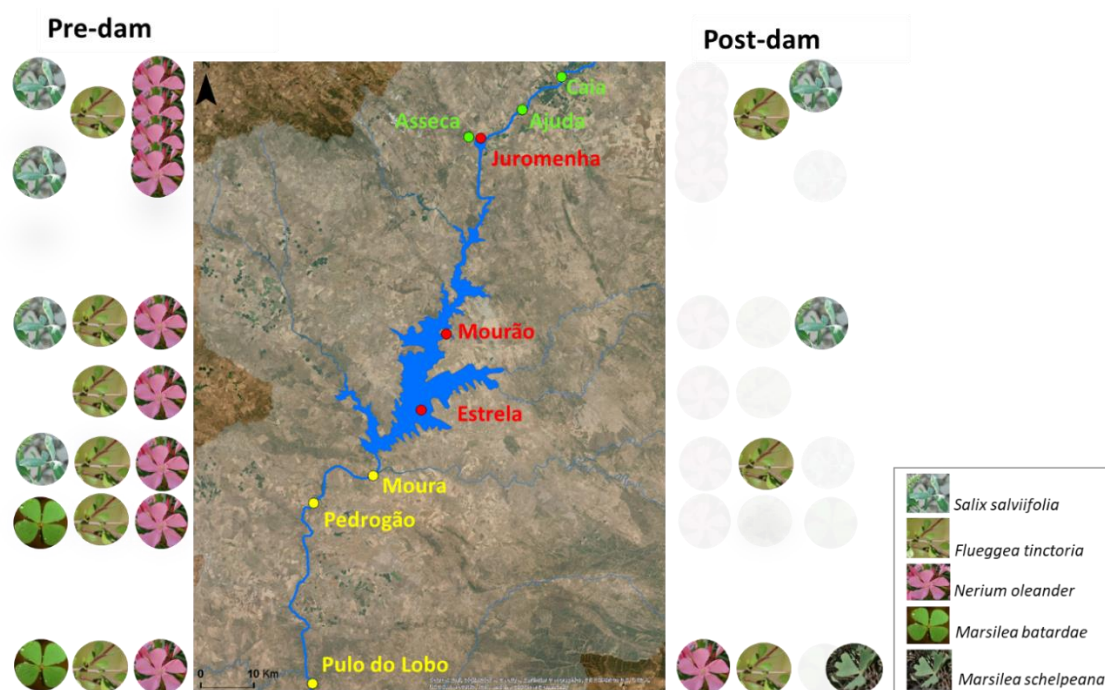 Pre-dam
Post-dam
Caia
Ajuda
Asseca
Juromenha
Mourão
Estrela
Moura
Pedrogão
Pulo do Lobo
0 10 Km
Salix salviifolia
Flueggea tinctoria
Nerium oleander
Marsilea batardae
Marsilea schelpeana